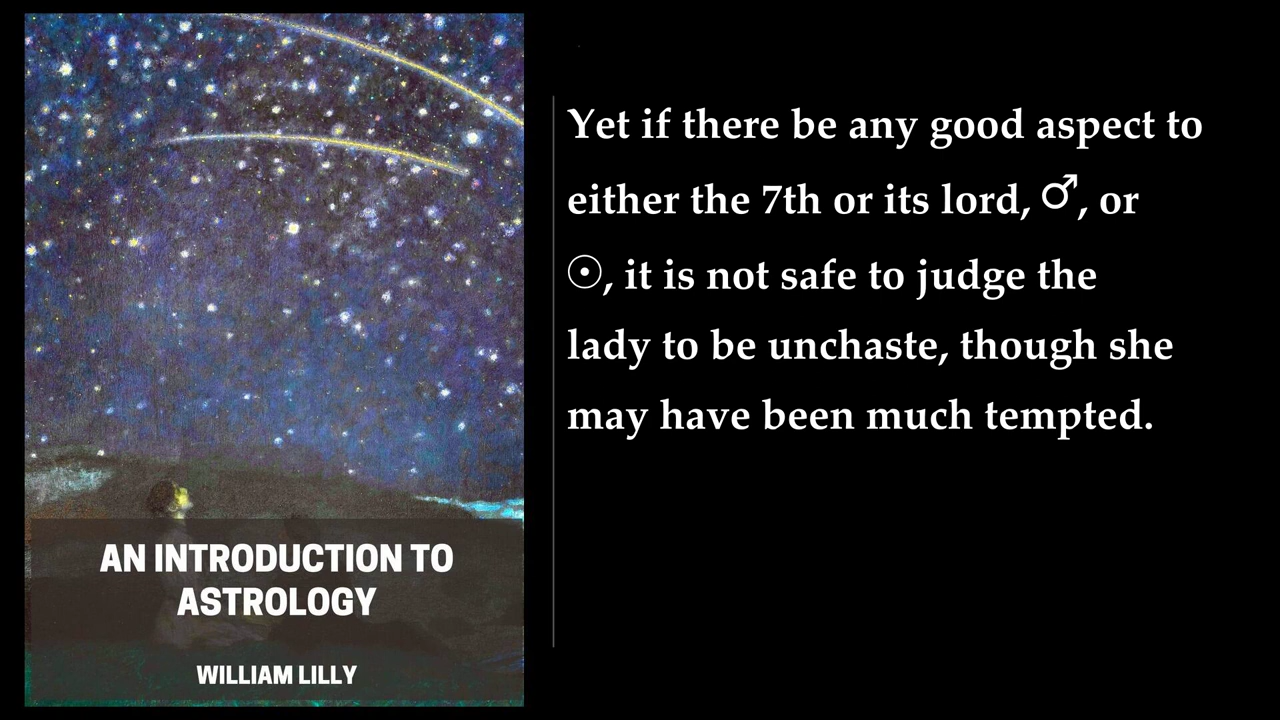 AN INTRODUCTION TO
ASTROLOGY
WILLIAM LILLY
Yet if there be any good aspect to
either the 7th or its lord, ♂, or
☉, it is not safe to judge the
lady to be unchaste, though she
may have been much tempted.